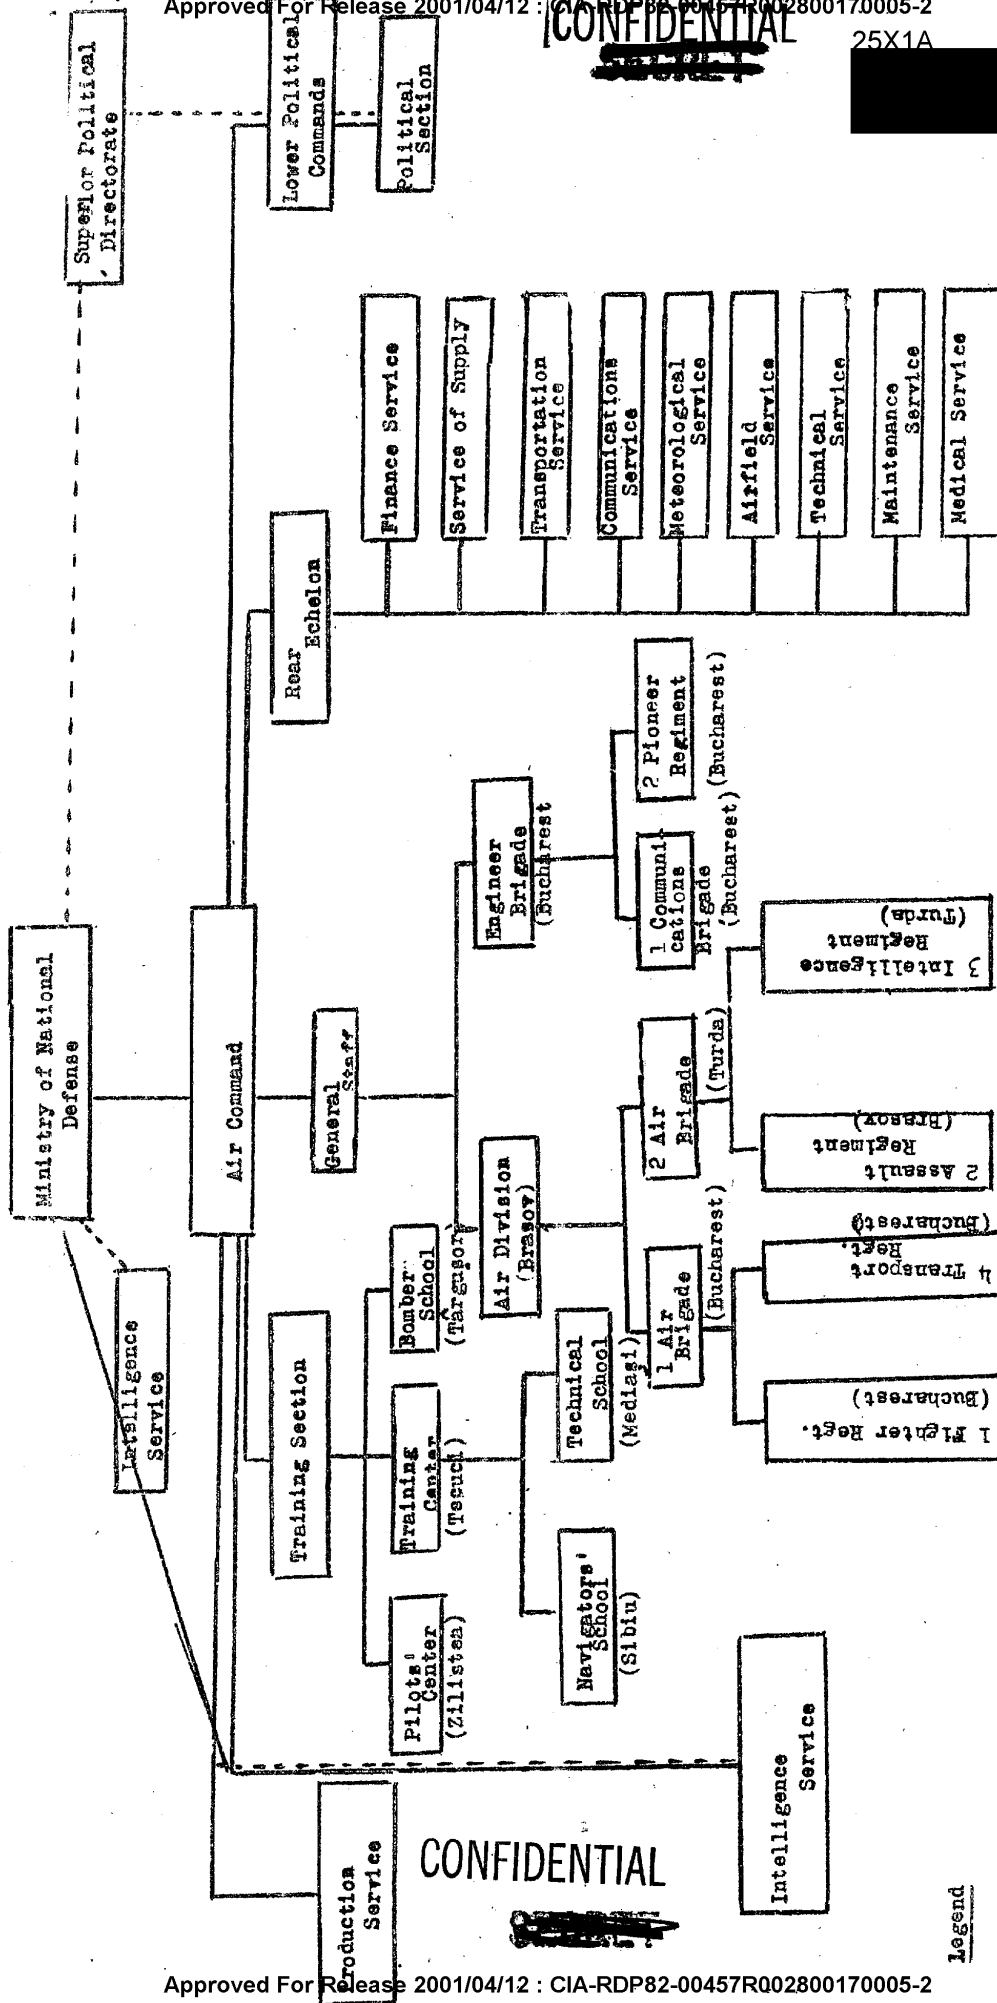 Approved For Release 2001/04/12 : CIA-RDP82-00457R002800170005-2
CONFIDENTIAL
25X1A
Ministry of National
Defense
Superior Political
Directorate
Intelligence
Service
Air Command
Production
Service
Training Section
General
Staff
Rear
Echelon
Lower Political
Commands
Political
Section
Pilots'
Center
(Zilistea)
Training
Center
(Tecuci)
Bomber
School
(Targusor
Navigators'
School
(Sibiu)
Technical
School
(Mediasi)
Air Division
(Brasov)
Engineer
Brigade
(Bucharest
1 Air
Brigade
(Bucharest)
2 Air
Brigade
(Turda)
1 Communi-
cations
Brigade
(Bucharest)
2 Pioneer
Regiment
(Bucharest)
1 Fighter Regt.
(Bucharest)
4 Transport
Regt.
(Bucharest)
2 Assault
Regiment
(Brasov)
3 Intelligence
Regiment
(Turda)
Finance Service
Service of Supply
Transportation
Service
Communications
Service
Meteorological
Service
Airfield
Service
Technical
Service
Maintenance
Service
Medical Service
Intelligence
Service
Legend
CONFIDENTIAL
Approved For Release 2001/04/12 : CIA-RDP82-00457R002800170005-2